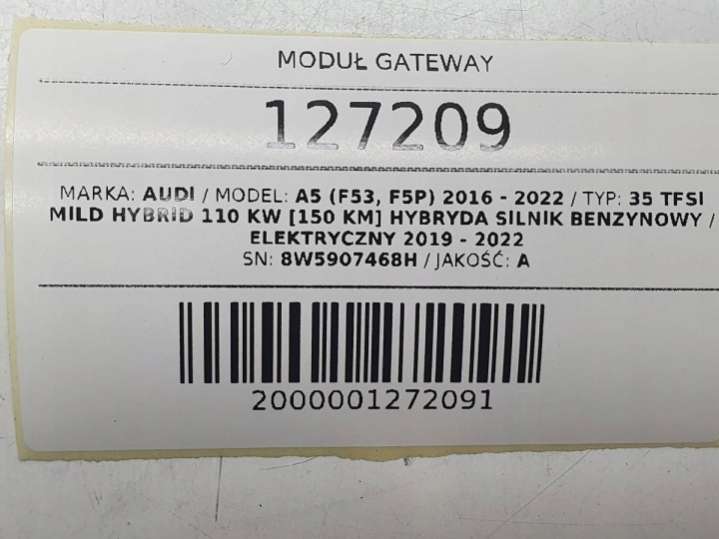 MODUŁ GATEWAY
127209
MARKA: AUDI / MODEL: A5 (F53, F5P) 2016 - 2022 / TYP: 35 TFSI
MILD HYBRID 110 KW [150 KM] HYBRYDA SILNIK BENZYNOWY /
ELEKTRYCZNY 2019 - 2022
SN: 8W5907468H / JAKOŚĆ: A
2000001272091